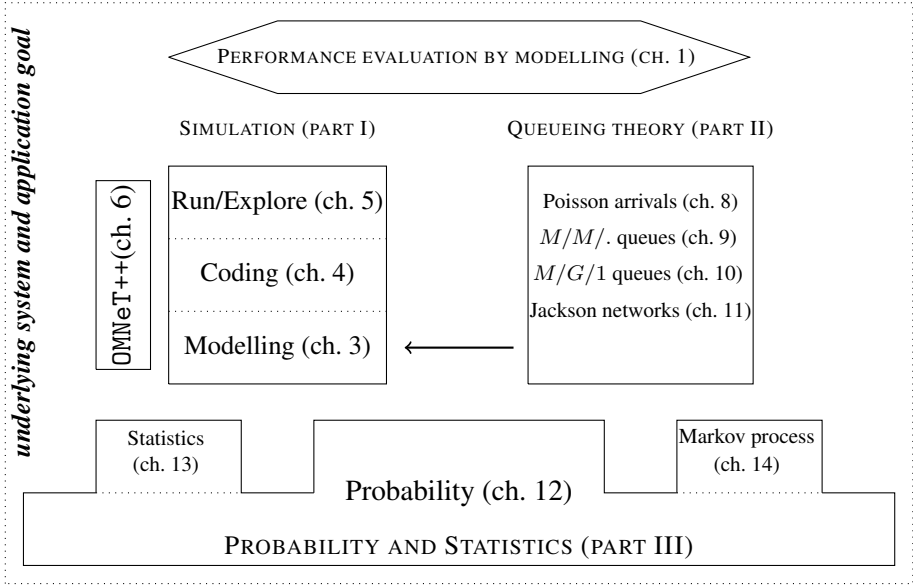 underlying system and application goal
PERFORMANCE EVALUATION BY MODELLING (CH. 1)
SIMULATION (PART I)
QUEUEING THEORY (PART II)
OMNeT++(ch. 6)
Run/Explore (ch. 5)
Coding (ch. 4)
Modelling (ch. 3)
Poisson arrivals (ch. 8)
M/M/. queues (ch. 9)
M/G/1 queues (ch. 10)
Jackson networks (ch. 11)
Statistics
(ch. 13)
Probability (ch. 12)
Markov process
(ch. 14)
PROBABILITY AND STATISTICS (PART III)